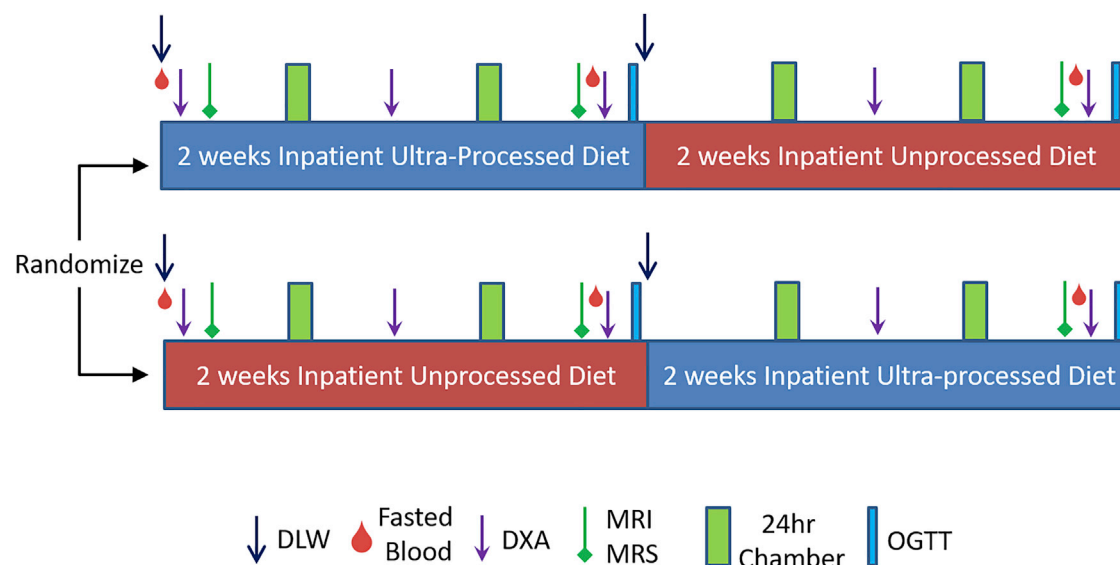 2 weeks Inpatient Ultra-Processed Diet
2 weeks Inpatient Unprocessed Diet
Randomize
2 weeks Inpatient Unprocessed Diet
2 weeks Inpatient Ultra-processed Diet
DLW
Fasted
Blood
DXA
MRI
MRS
24hr
Chamber
OGTT